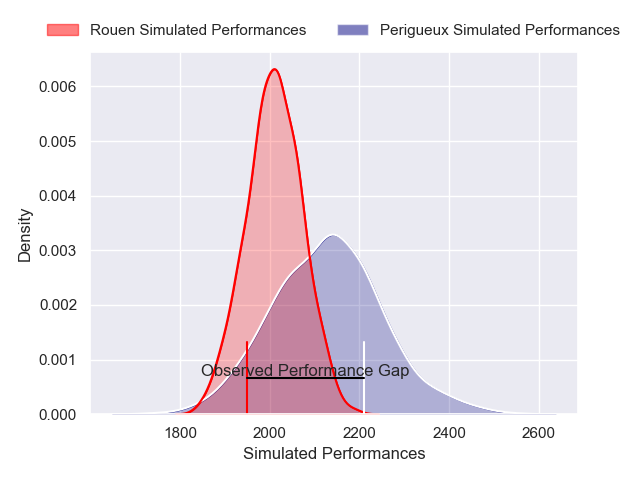 Rouen Simulated Performances
Perigueux Simulated Performances
0.006
0.005
0.004
0.003
0.002
0.001
0.000
Density
Observed Performance Gap
1800
2000
2200
2400
2600
Simulated Performances